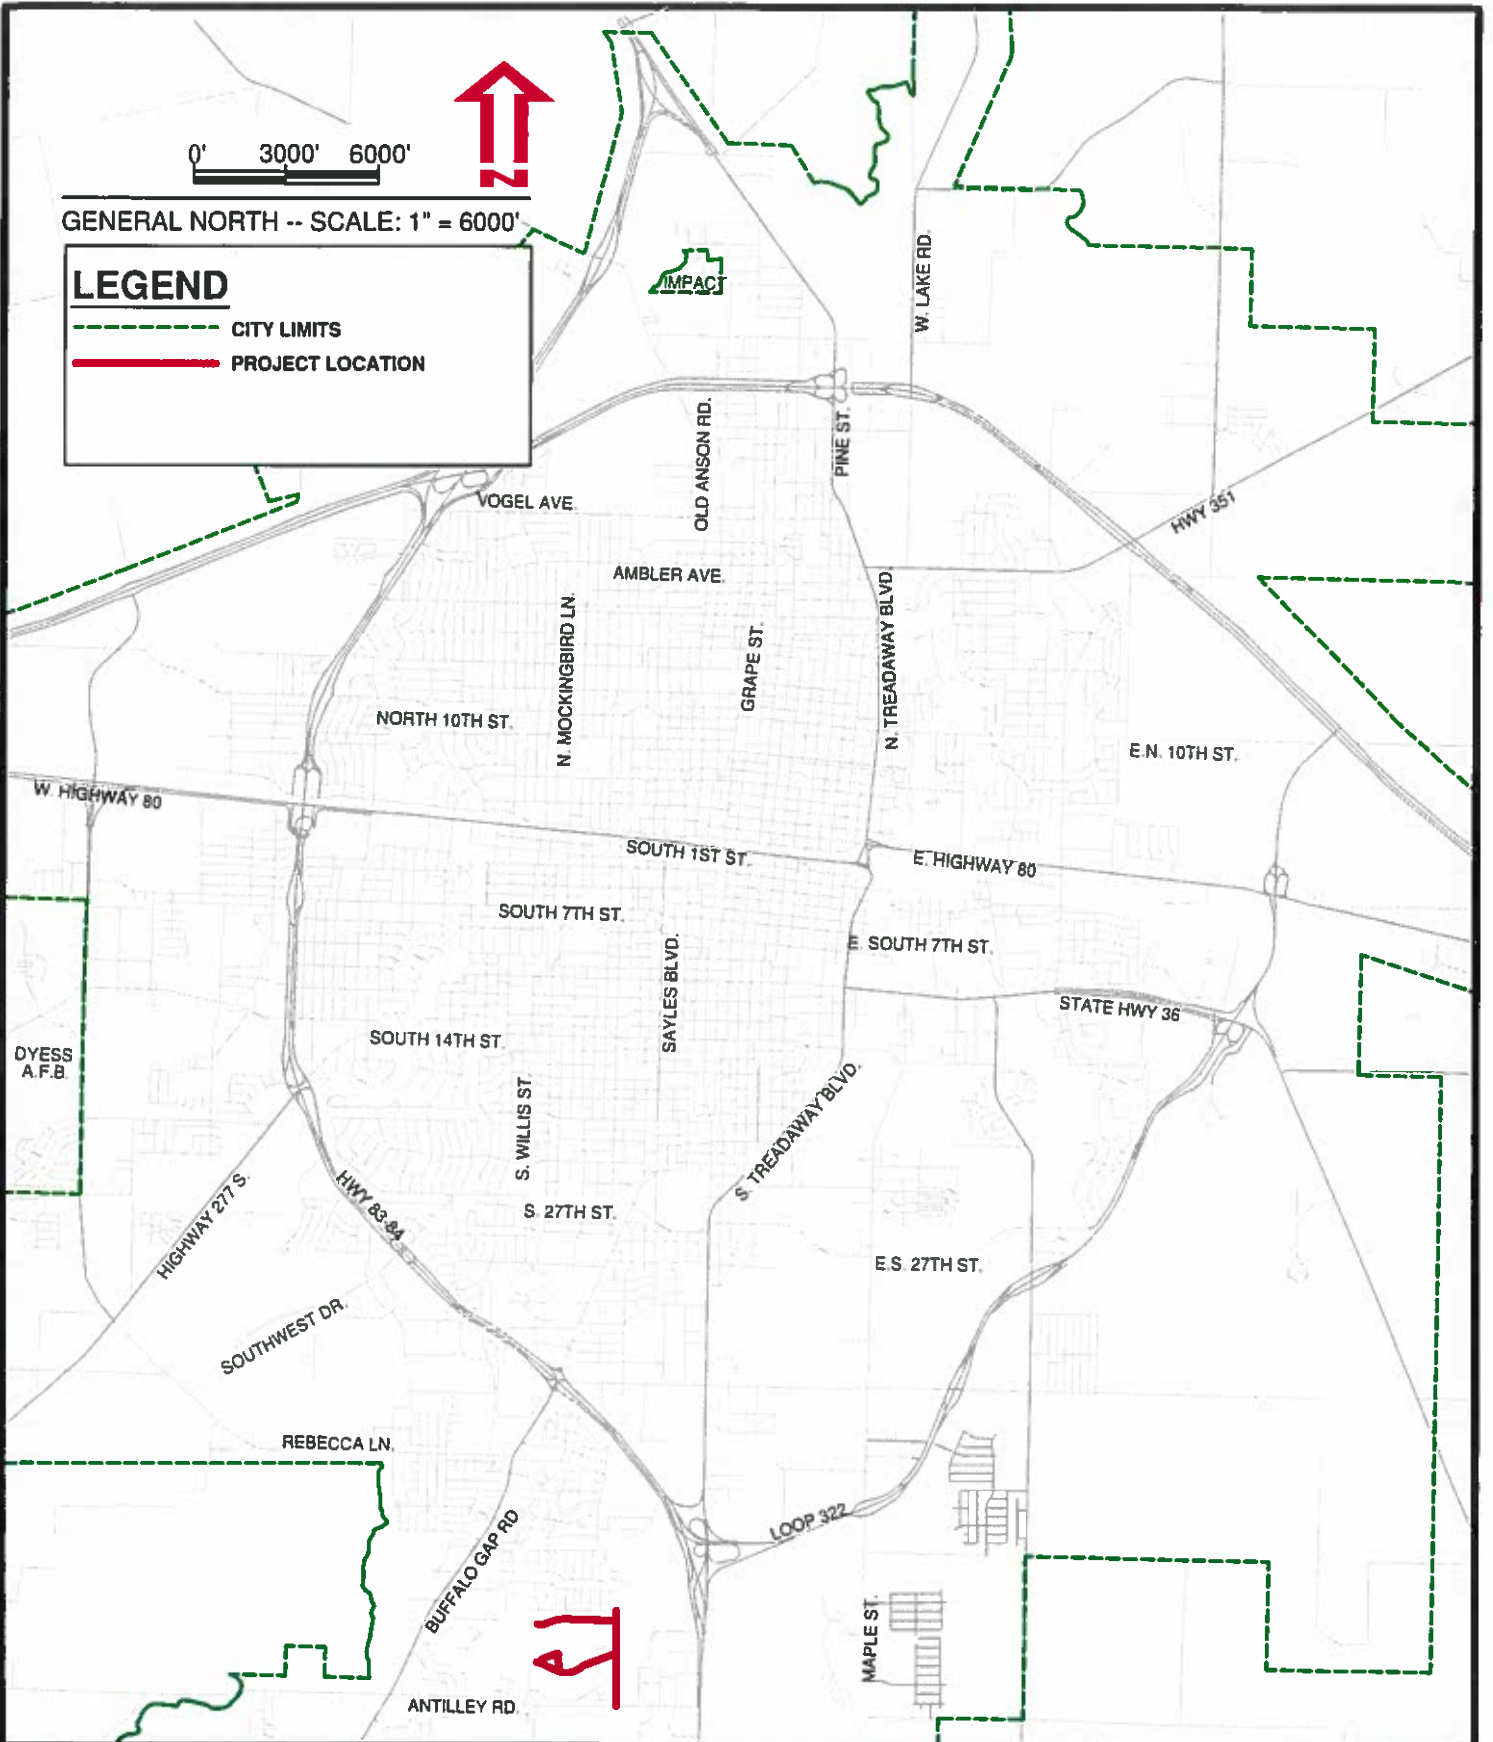 0' 3000' 6000'
N
GENERAL NORTH -- SCALE: 1" = 6000'
LEGEND
CITY LIMITS
PROJECT LOCATION
IMPACT
W. LAKE RD.
OLD ANSON RD.
PINE ST.
VOGEL AVE.
HWY 351
AMBLER AVE.
N. MOCKINGBIRD LN.
GRAPE ST.
N. TREADAWAY BLVD.
NORTH 10TH ST.
E.N. 10TH ST.
W. HIGHWAY 80
SOUTH 1ST ST.
E. HIGHWAY 80
SOUTH 7TH ST.
E. SOUTH 7TH ST.
SAYLES BLVD.
STATE HWY 36
SOUTH 14TH ST.
DYESS
A.F.B.
S. WILLIS ST.
S. TREADAWAY BLVD.
HIGHWAY 277 S.
HWY 83-84
S. 27TH ST.
E.S. 27TH ST.
SOUTHWEST DR.
REBECCA LN.
LOOP 322
BUFFALO GAP RD
MAPLE ST.
ANTILLEY RD.